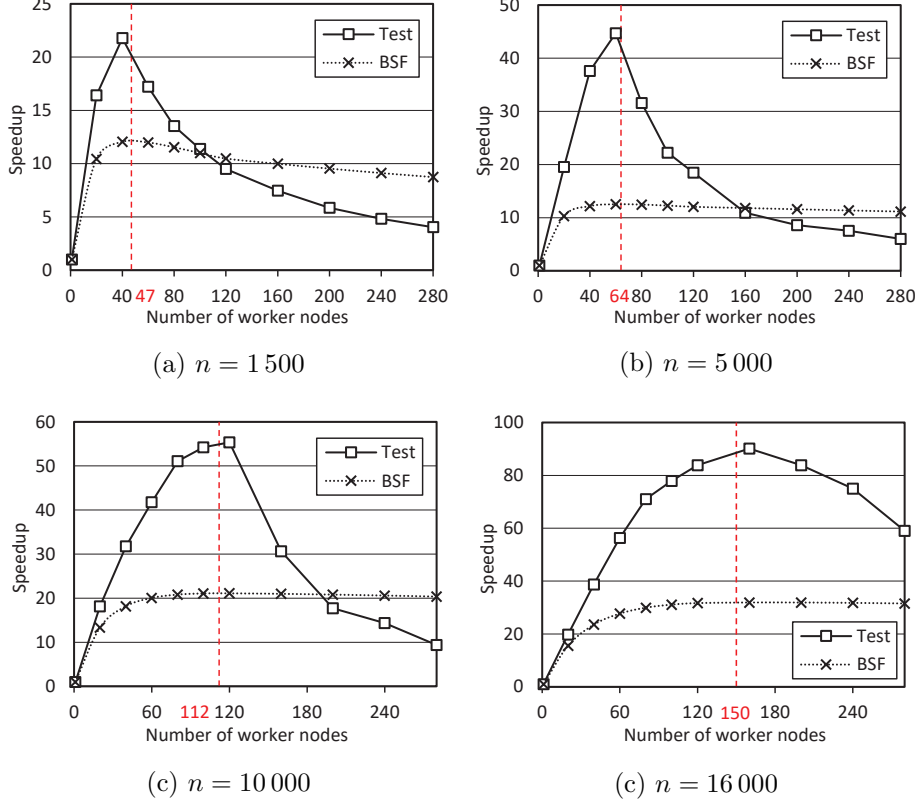 25
20
15
10
5
0
Speedup
Test
BSF
0 40 47 80 120 160 200 240 280
Number of worker nodes
(a) n = 1 500
50
40
30
20
10
0
Speedup
Test
BSF
0 40 64 80 120 160 200 240 280
Number of worker nodes
(b) n = 5 000
60
50
40
30
20
10
0
Speedup
Test
BSF
0 60 112 120 180 240
Number of worker nodes
(c) n = 10 000
100
80
60
40
20
0
Speedup
Test
BSF
0 60 120 150 180 240
Number of worker nodes
(c) n = 16 000